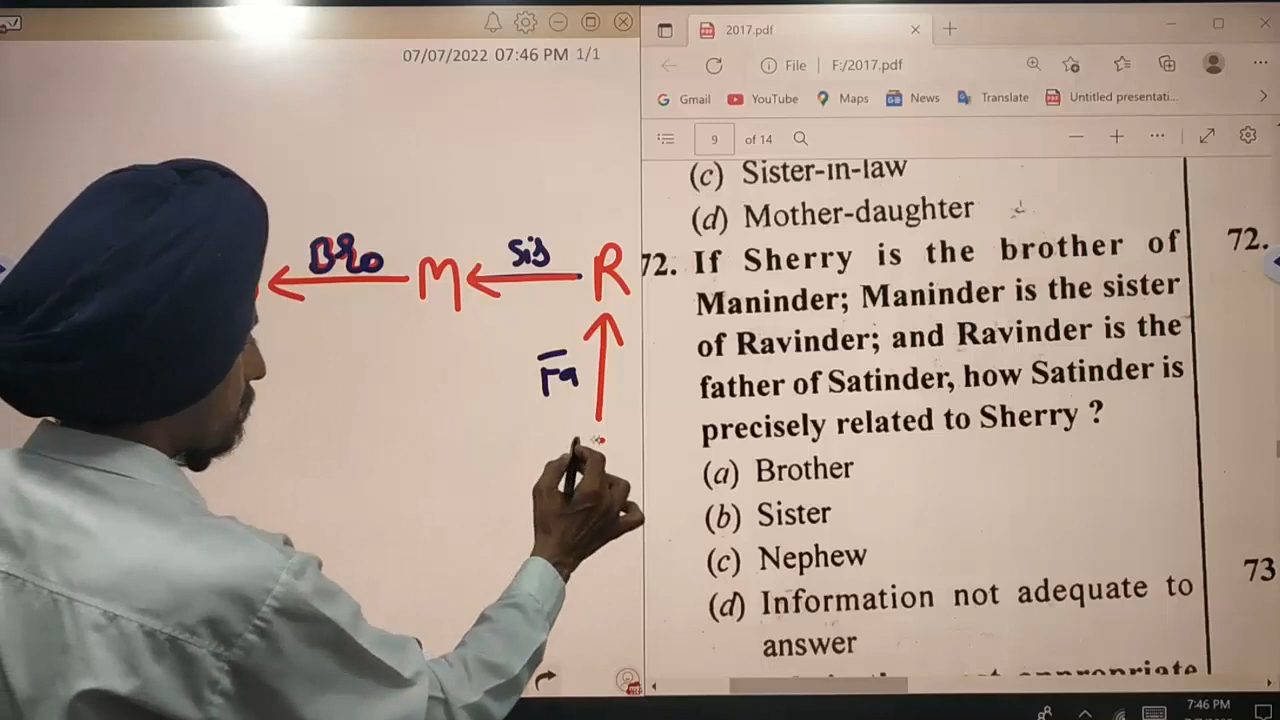 07/07/2022 07:46 PM 1/1
Bro M Sis R
Fa
2017.pdf
File F:/2017.pdf
Gmail YouTube Maps News Translate Untitled presentati...
9 of 14
(c) Sister-in-law
(d) Mother-daughter
72. If Sherry is the brother of
Maninder; Maninder is the sister
of Ravinder; and Ravinder is the
father of Satinder, how Satinder is
precisely related to Sherry ?
(a) Brother
(b) Sister
(c) Nephew
(d) Information not adequate to
answer
72.
73
7:46 PM